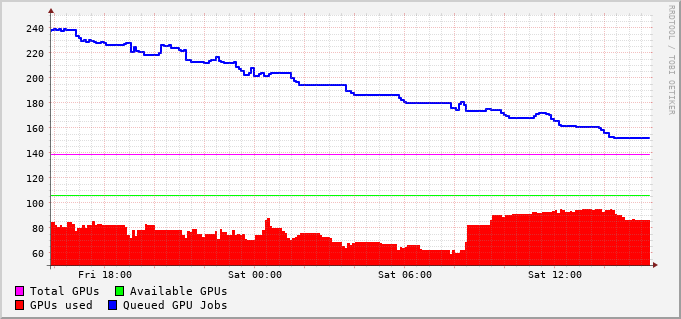 RRDTOOL / TOBI OETIKER
240
220
200
180
160
140
120
100
80
60
Fri 18:00 Sat 00:00 Sat 06:00 Sat 12:00
Total GPUs Available GPUs
GPUs used Queued GPU Jobs